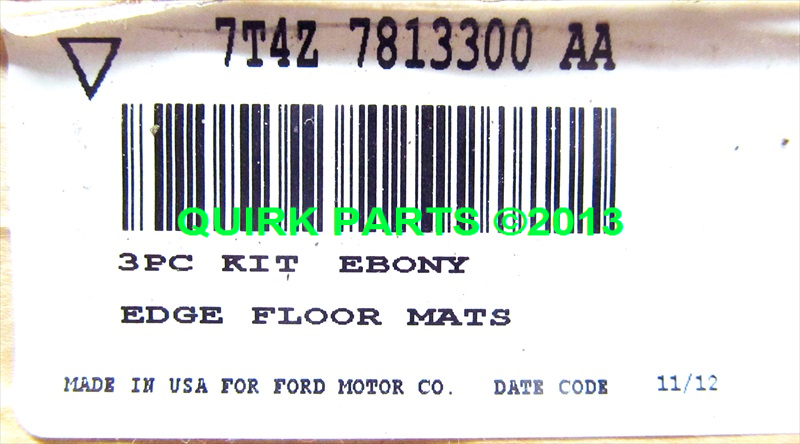 7T4Z 7813300 AA
QUIRK PARTS ©2013
3PC KIT EBONY
EDGE FLOOR MATS
MADE IN USA FOR FORD MOTOR CO. DATE CODE 11/12